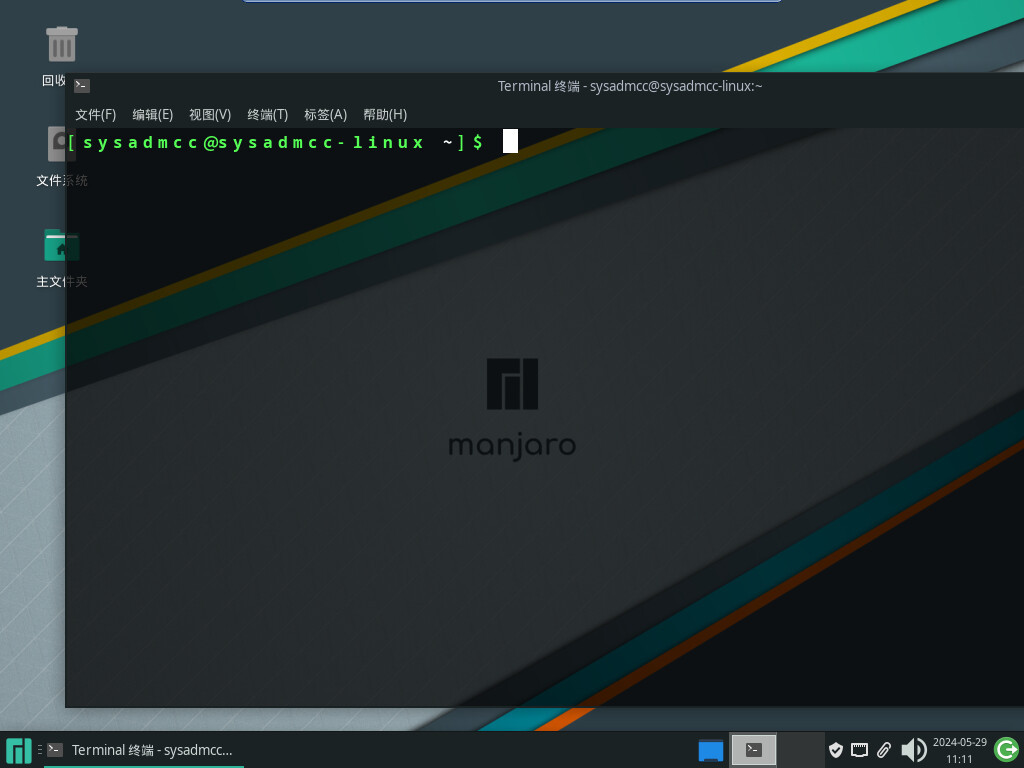 回收
Terminal 终端 - sysadmcc@sysadmcc-linux:~
文件(F) 编辑(E) 视图(V) 终端(T) 标签(A) 帮助(H)
[sysadmcc@sysadmcc-linux ~]$
文件系统
主文件夹
manjaro
Terminal 终端 - sysadmcc...
2024-05-29
11:11